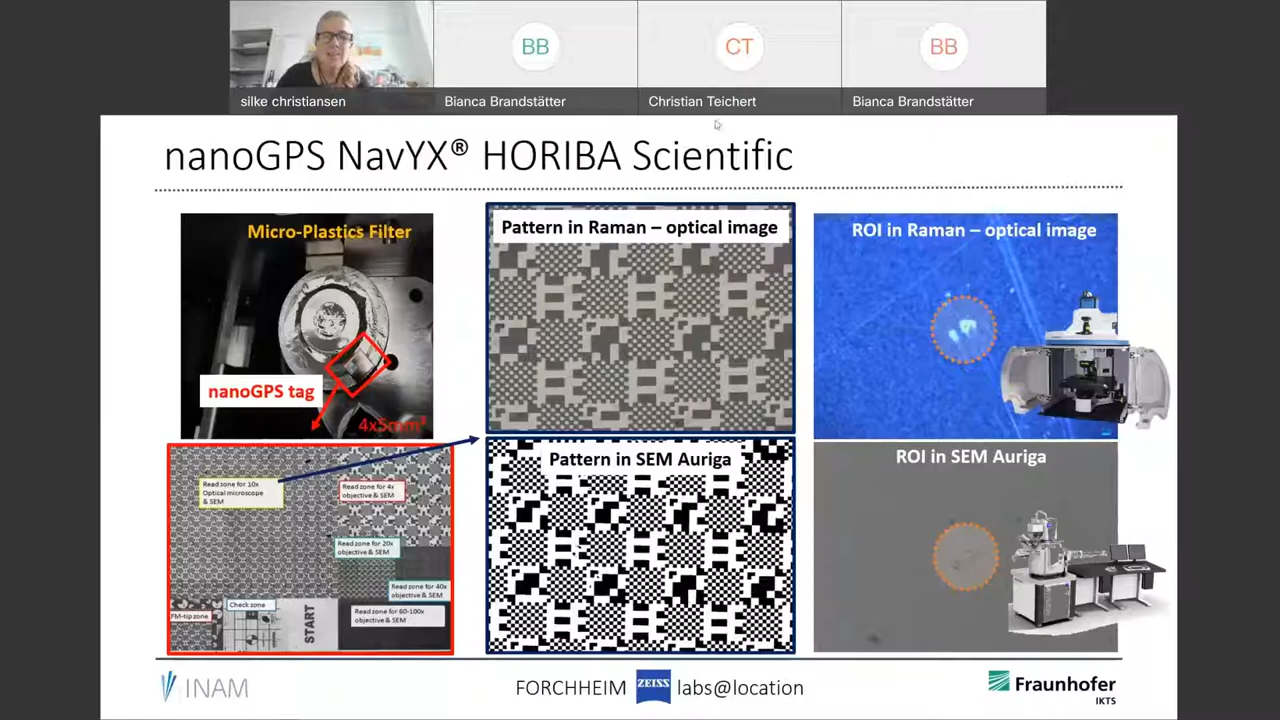 BB
CT
BB
silke christiansen
Bianca Brandstätter
Christian Teichert
Bianca Brandstätter
nanoGPS NavYX® HORIBA Scientific
Micro-Plastics Filter
nanoGPS tag
4x5mm²
Pattern in Raman – optical image
ROI in Raman – optical image
Read zone for 10x
Optical microscope
& SEM
Read zone for 4x
objective & SEM
Read zone for 20x
objective & SEM
Read zone for 40x
objective & SEM
FM-tip zone
Check zone
START
Read zone for 60-100x
objective & SEM
Pattern in SEM Auriga
ROI in SEM Auriga
INAM
FORCHHEIM ZEISS labs@location
Fraunhofer
IKTS